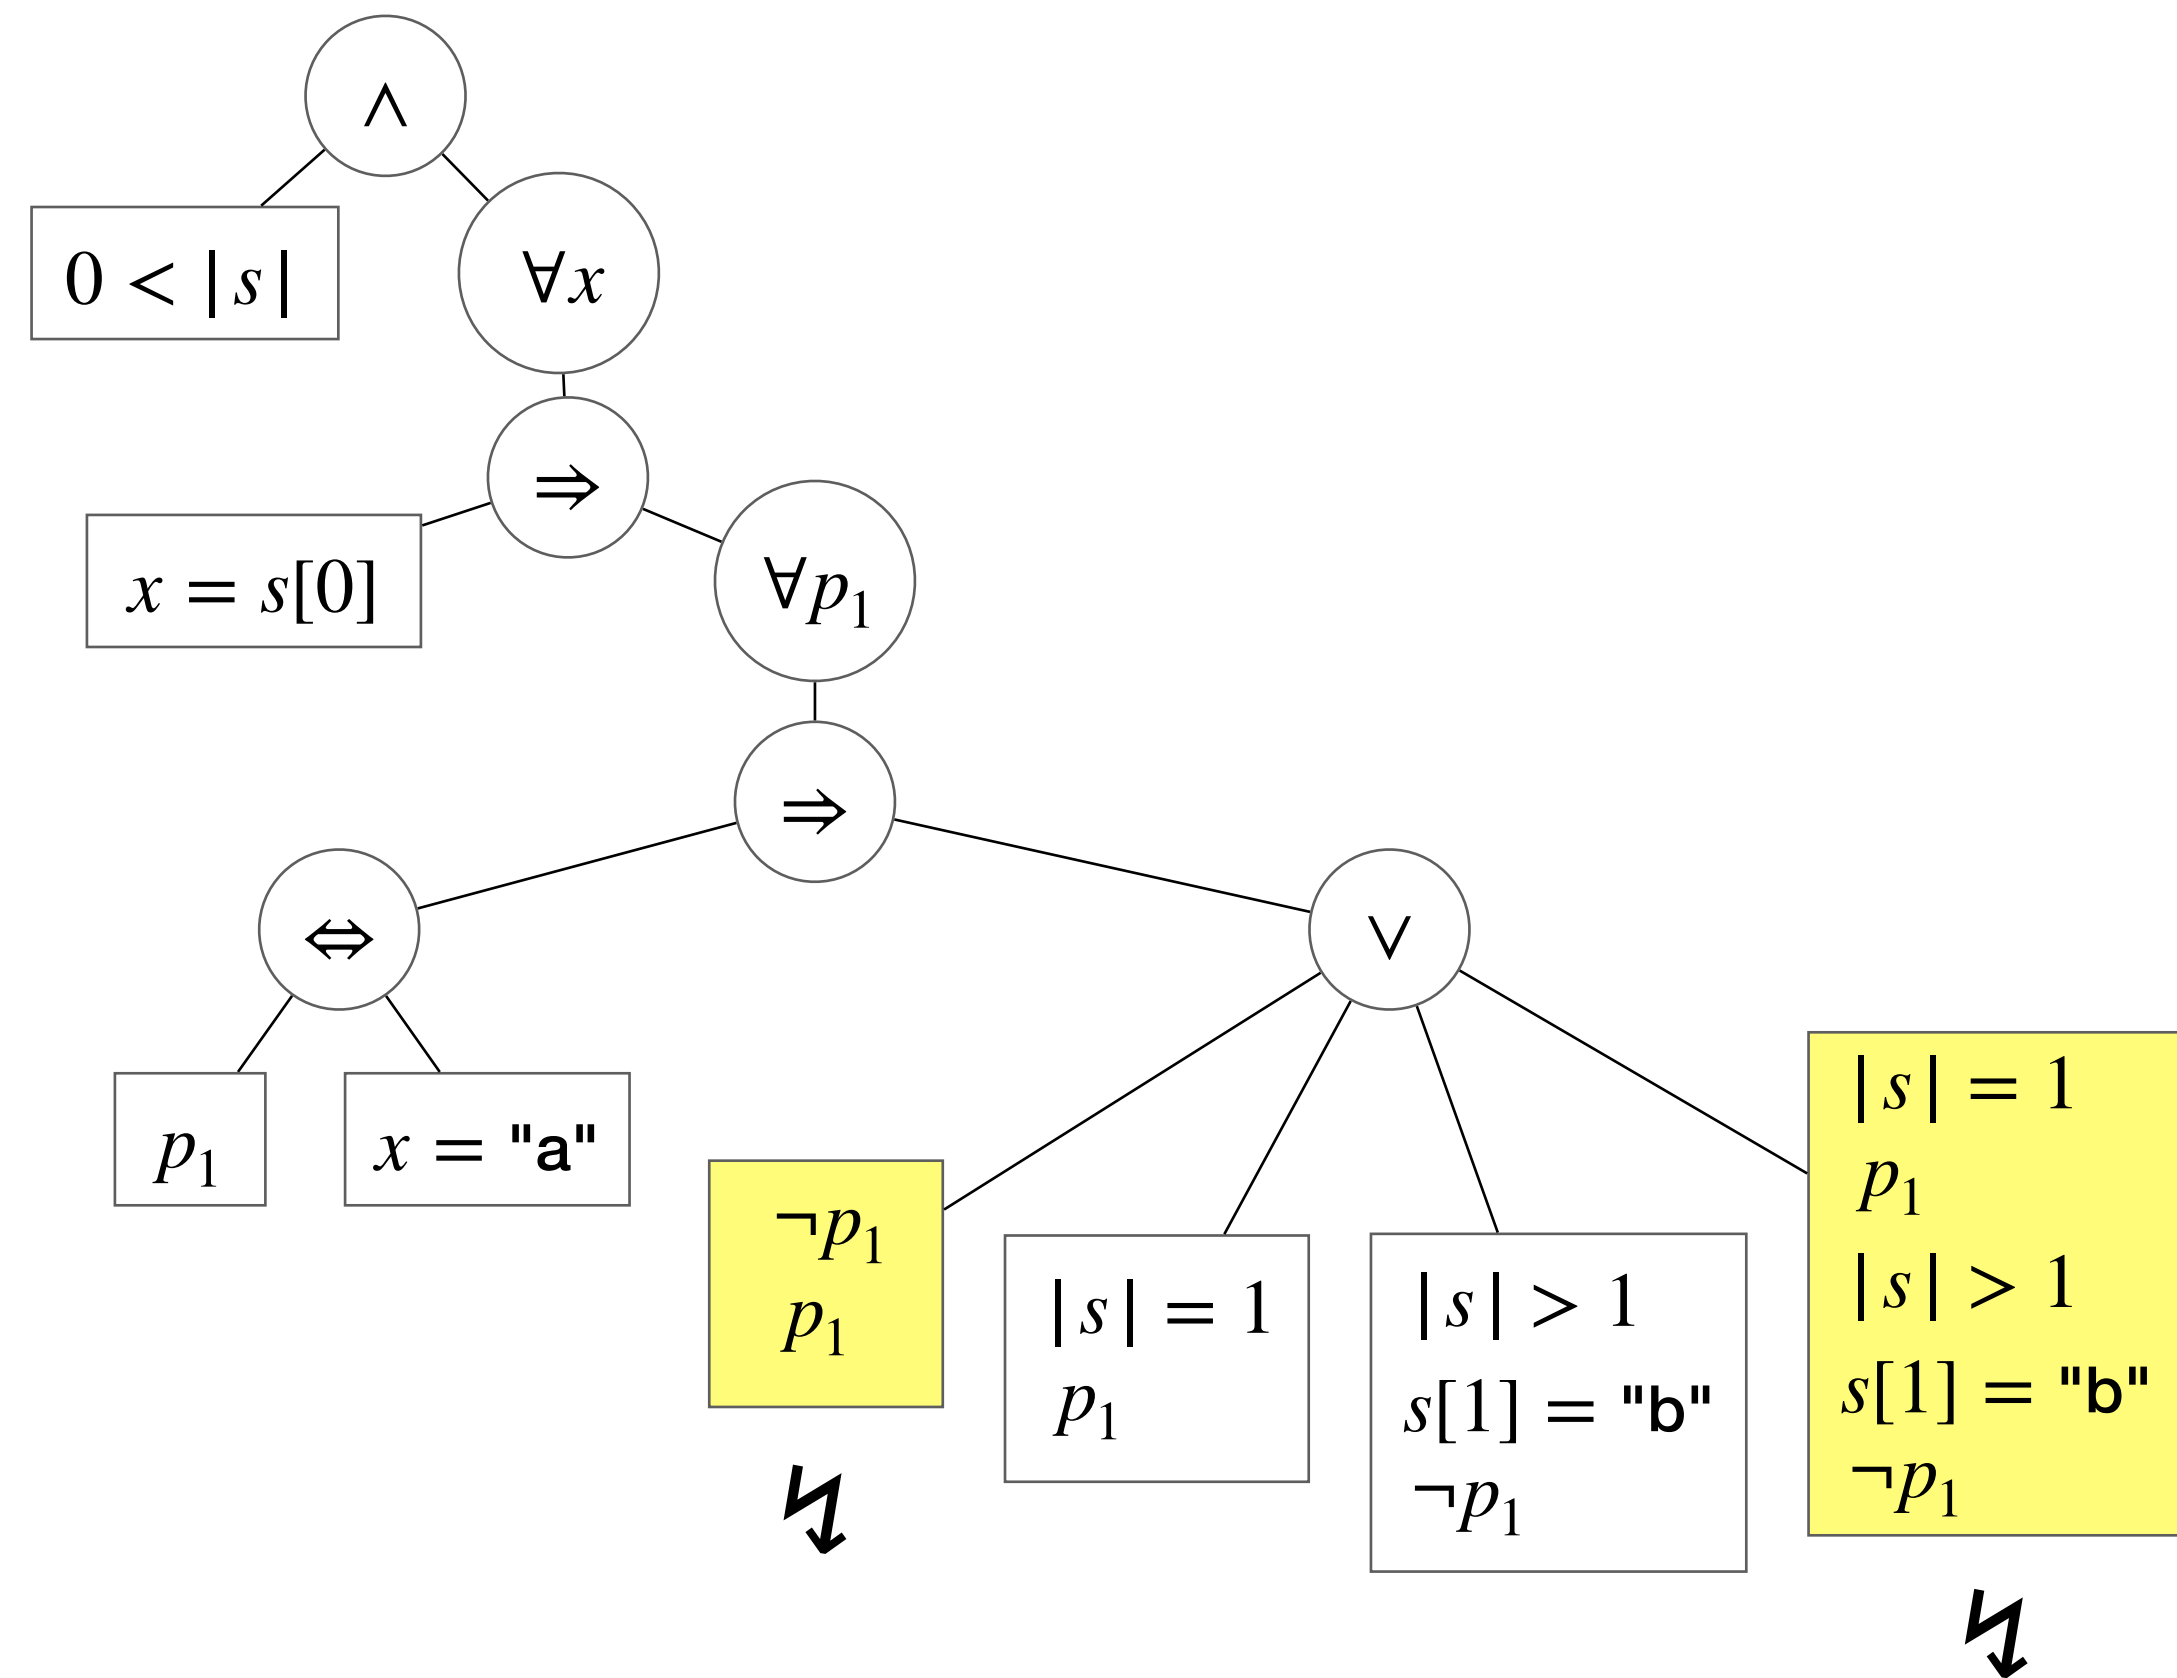 ∧
0 < |s|
∀x
⇒
x = s[0]
∀p₁
⇒
⇔
∨
p₁
x = "a"
¬p₁
p₁
|s| = 1
p₁
|s| > 1
s[1] = "b"
¬p₁
|s| = 1
p₁
|s| > 1
s[1] = "b"
¬p₁
↯
↯